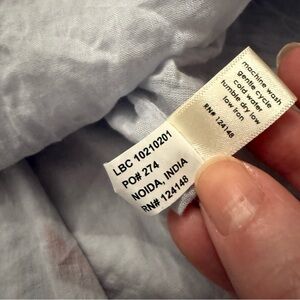 machine wash
gentle cycle
cold water
tumble dry low
low iron
RN# 124148
LBC 10210201
PO# 274
NOIDA, INDIA
RN# 124148